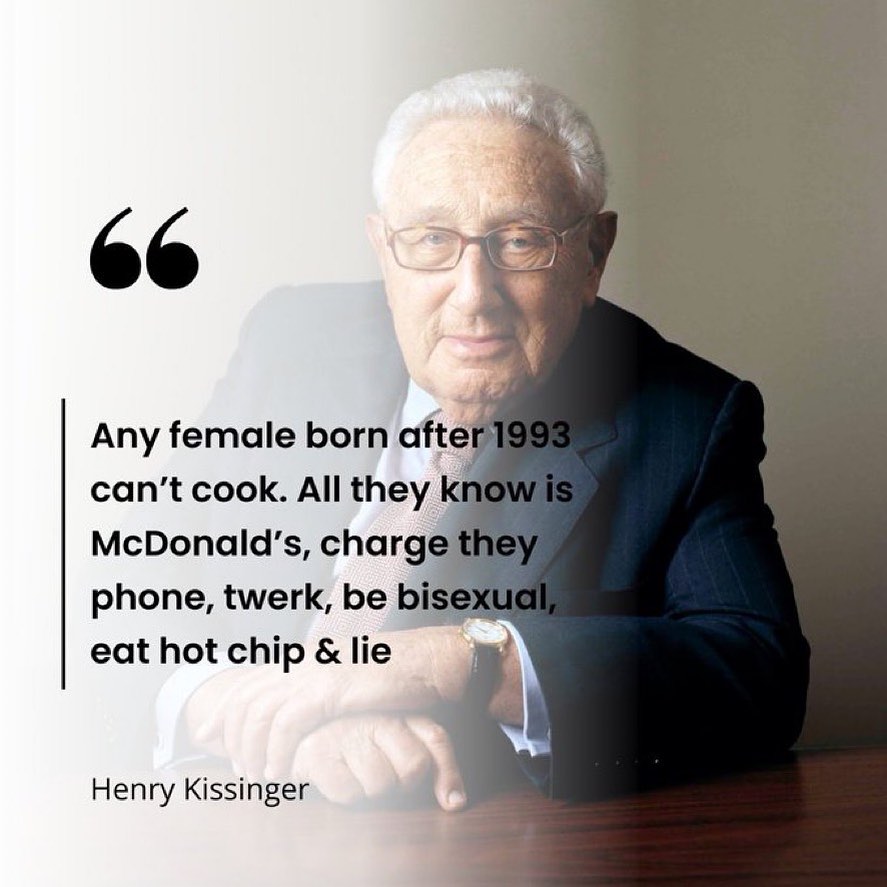 “
Any female born after 1993
can’t cook. All they know is
McDonald’s, charge they
phone, twerk, be bisexual,
eat hot chip & lie
Henry Kissinger